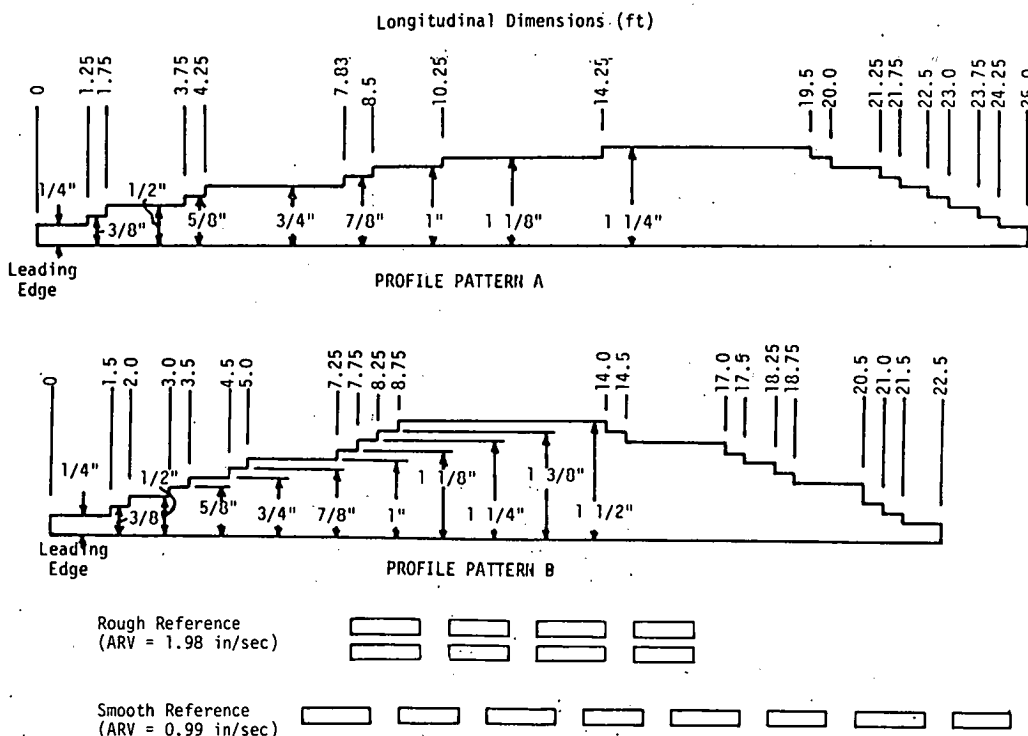 Longitudinal Dimensions (ft)
0 1.25 1.75 3.75 4.25 7.83 8.5 10.25 14.25 19.5 20.0 21.25 21.75 22.5 23.0 23.75 24.25 26.0
1/4" 3/8" 1/2" 5/8" 3/4" 7/8" 1" 1 1/8" 1 1/4"
Leading
Edge
PROFILE PATTERN A
0 1.5 2.0 3.0 3.5 4.5 5.0 7.25 7.75 8.25 8.75 14.0 14.5 17.0 17.5 18.25 18.75 20.5 21.0 21.5 22.5
1/4" 3/8 1/2" 5/8" 3/4" 7/8" 1" 1 1/8" 1 1/4" 1 3/8" 1 1/2"
Leading
Edge
PROFILE PATTERN B
Rough Reference
(ARV = 1.98 in/sec)
Smooth Reference
(ARV = 0.99 in/sec)